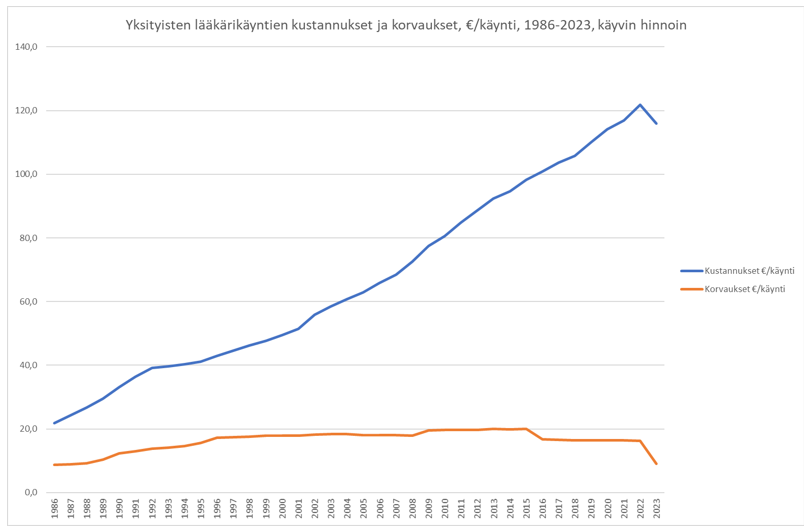 Yksityisten lääkärikäyntien kustannukset ja korvaukset, €/käynti, 1986-2023, käyvin hinnoin
140,0
120,0
100,0
80,0
60,0
40,0
20,0
0,0
1986 1987 1988 1989 1990 1991 1992 1993 1994 1995 1996 1997 1998 1999 2000 2001 2002 2003 2004 2005 2006 2007 2008 2009 2010 2011 2012 2013 2014 2015 2016 2017 2018 2019 2020 2021 2022 2023
Kustannukset €/käynti
Korvaukset €/käynti